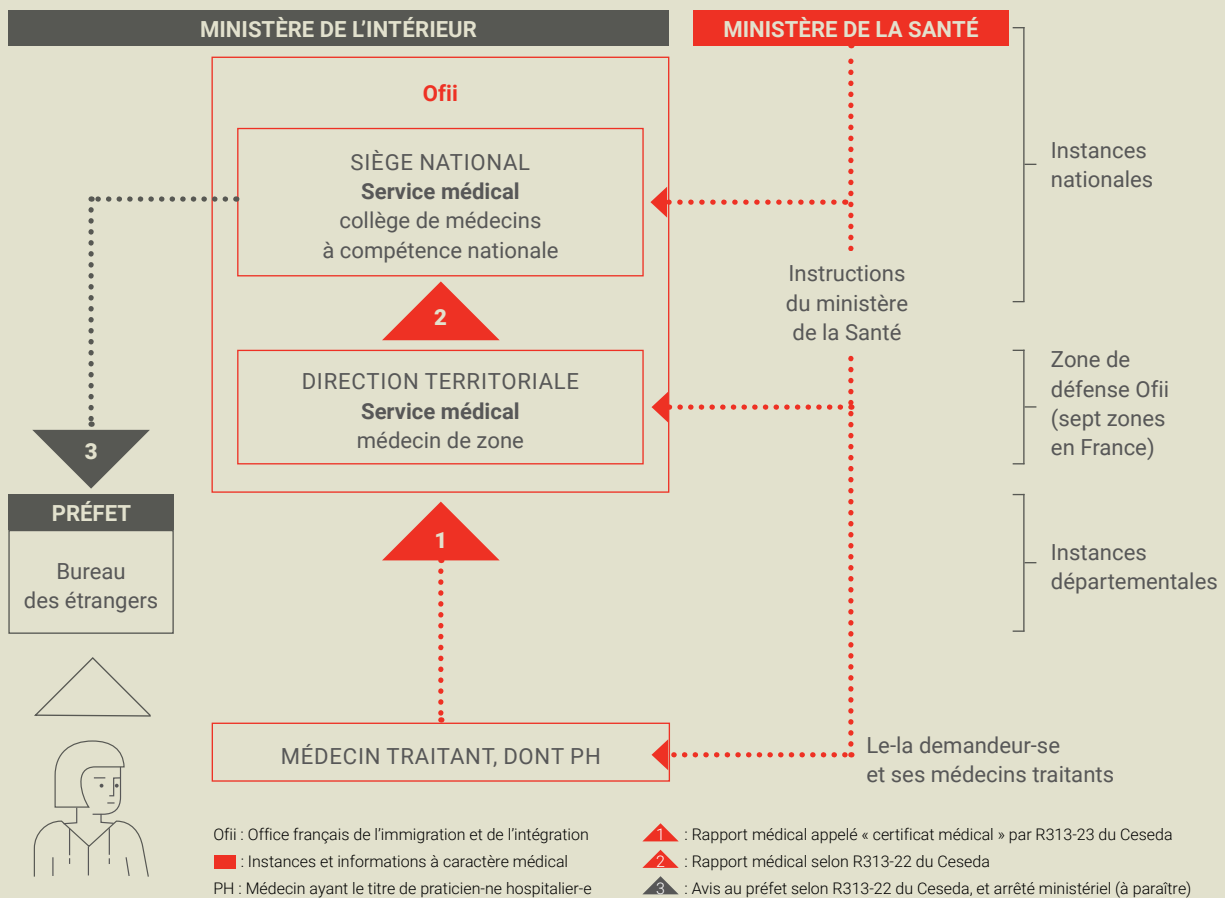 MINISTÈRE DE L'INTÉRIEUR
MINISTÈRE DE LA SANTÉ
Ofii
SIÈGE NATIONAL
Service médical
collège de médecins
à compétence nationale
Instances
nationales
Instructions
du ministère
de la Santé
2
DIRECTION TERRITORIALE
Service médical
médecin de zone
Zone de
défense Ofii
(sept zones
en France)
3
PRÉFET
Bureau
des étrangers
1
Instances
départementales
MÉDECIN TRAITANT, DONT PH
Le-la demandeur-se
et ses médecins traitants
Ofii : Office français de l'immigration et de l'intégration
: Instances et informations à caractère médical
PH : Médecin ayant le titre de praticien-ne hospitalier-e
1 : Rapport médical appelé « certificat médical » par R313-23 du Ceseda
2 : Rapport médical selon R313-22 du Ceseda
3 : Avis au préfet selon R313-22 du Ceseda, et arrêté ministériel (à paraître)